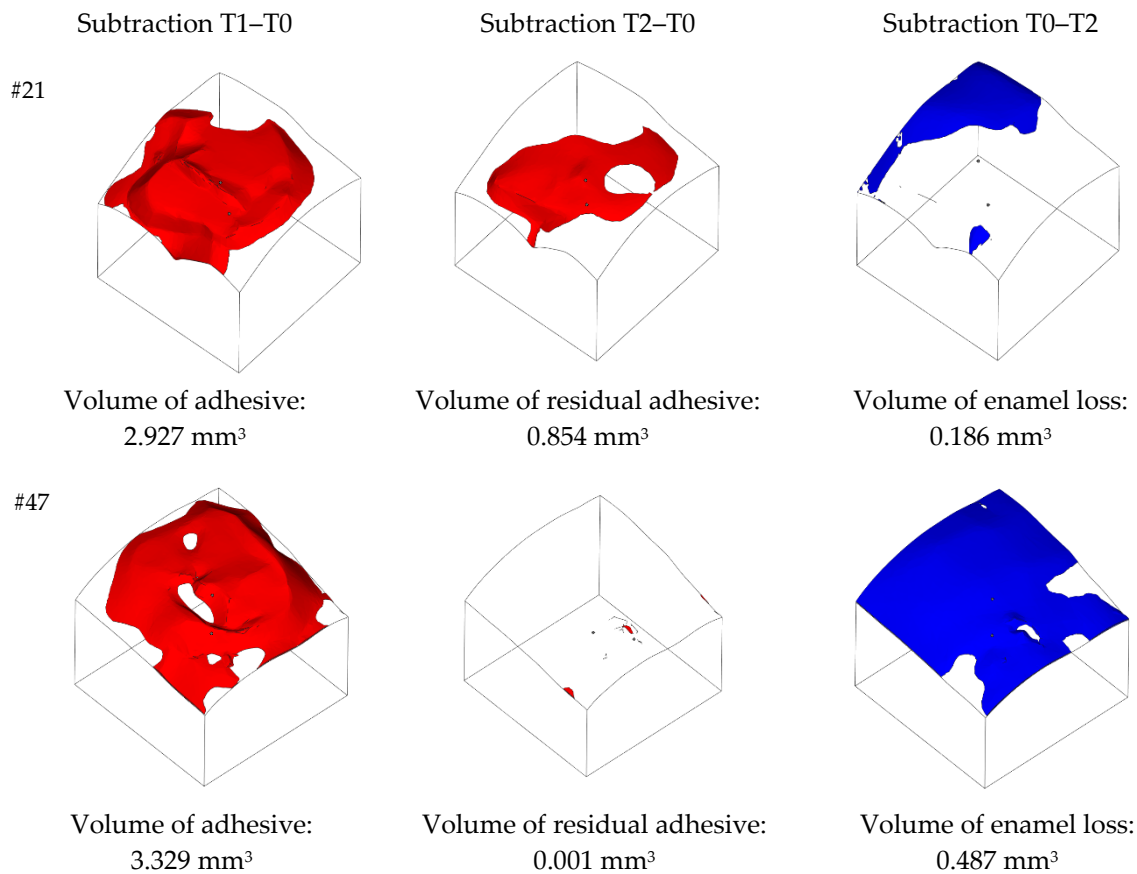 Subtraction T1–T0
Subtraction T2–T0
Subtraction T0–T2
#21
Volume of adhesive:
2.927 mm³
Volume of residual adhesive:
0.854 mm³
Volume of enamel loss:
0.186 mm³
#47
Volume of adhesive:
3.329 mm³
Volume of residual adhesive:
0.001 mm³
Volume of enamel loss:
0.487 mm³